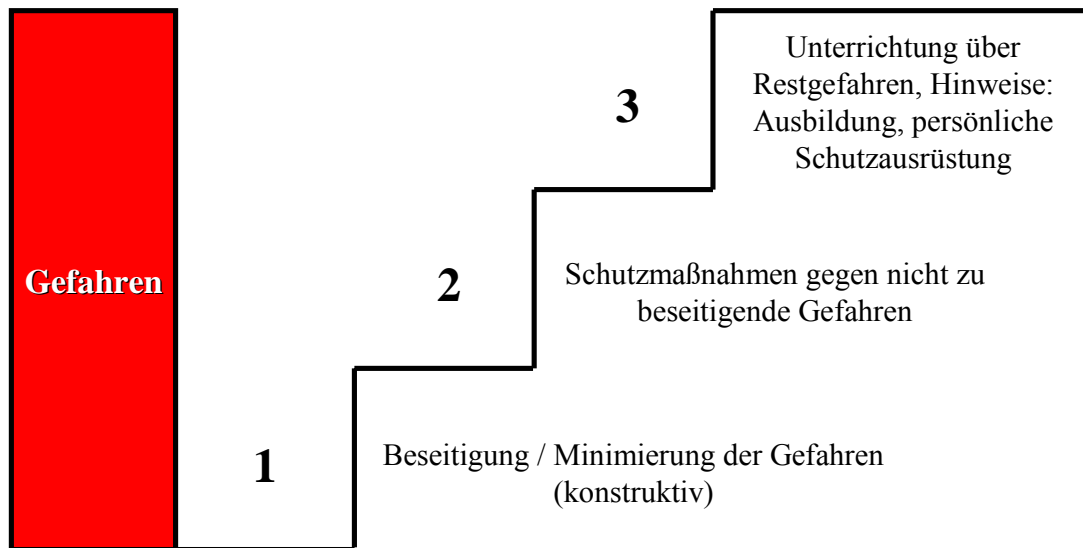 Unterrichtung über
Restgefahren, Hinweise:
Ausbildung, persönliche
Schutzausrüstung
3
Gefahren
2
Schutzmaßnahmen gegen nicht zu
beseitigende Gefahren
1
Beseitigung / Minimierung der Gefahren
(konstruktiv)